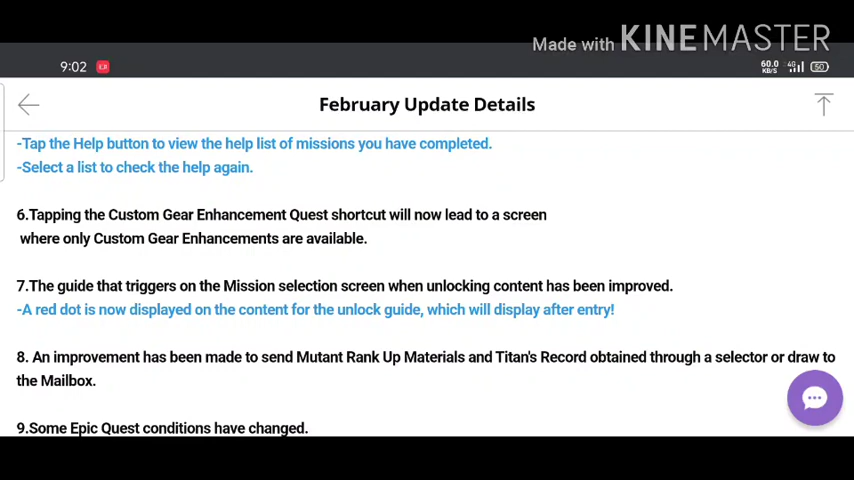 Made with KINEMASTER
9:02
60.0
KB/S
4G
50
February Update Details
-Tap the Help button to view the help list of missions you have completed.
-Select a list to check the help again.
6.Tapping the Custom Gear Enhancement Quest shortcut will now lead to a screen
where only Custom Gear Enhancements are available.
7.The guide that triggers on the Mission selection screen when unlocking content has been improved.
-A red dot is now displayed on the content for the unlock guide, which will display after entry!
8. An improvement has been made to send Mutant Rank Up Materials and Titan's Record obtained through a selector or draw to
the Mailbox.
9.Some Epic Quest conditions have changed.